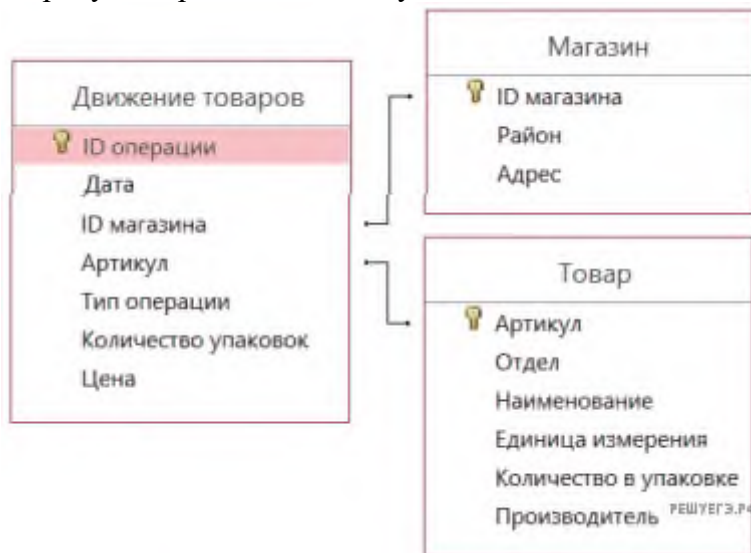 Движение товаров
ID операции
Дата
ID магазина
Артикул
Тип операции
Количество упаковок
Цена
Магазин
ID магазина
Район
Адрес
Товар
Артикул
Отдел
Наименование
Единица измерения
Количество в упаковке
Производитель